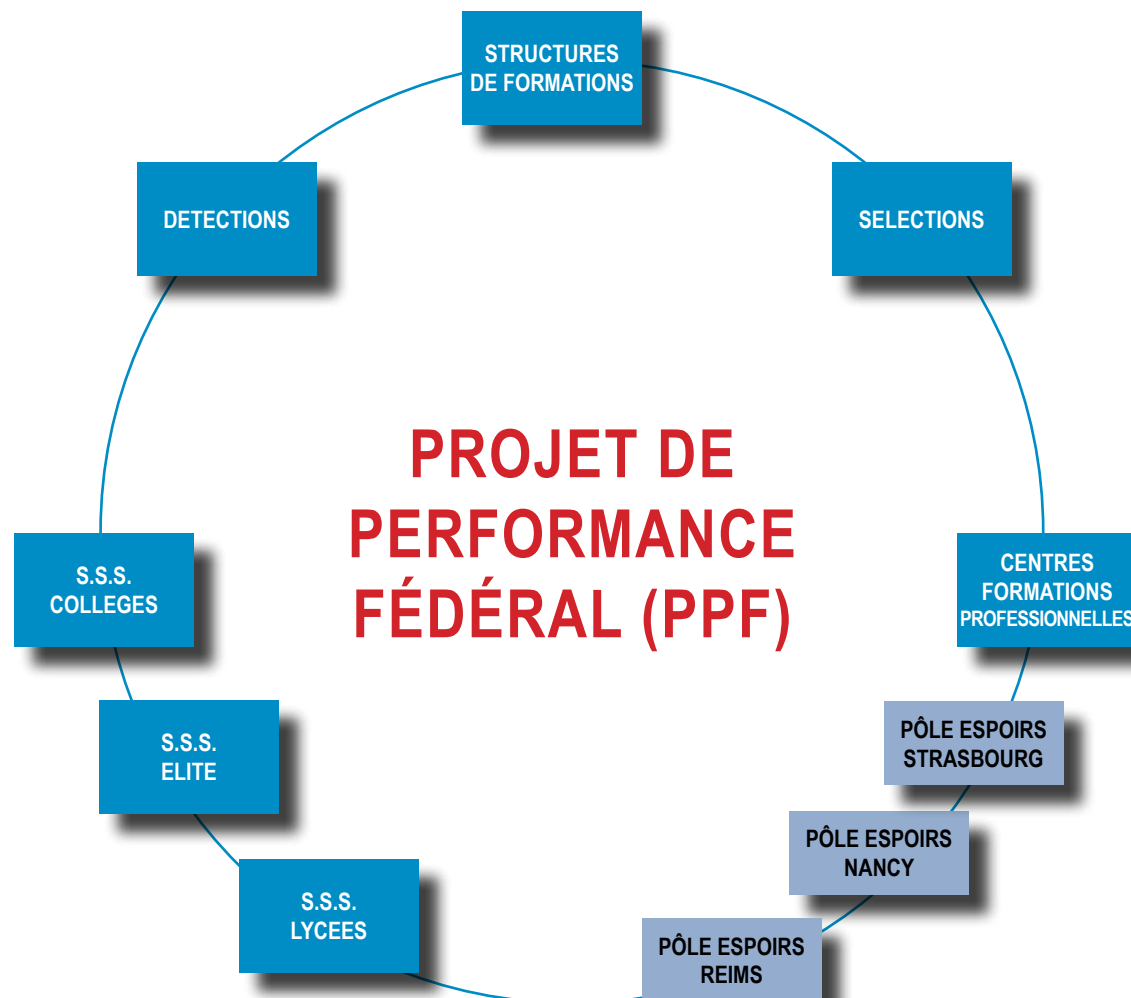 STRUCTURES
DE FORMATIONS
DETECTIONS
SELECTIONS
PROJET DE
PERFORMANCE
FÉDÉRAL (PPF)
S.S.S.
COLLEGES
CENTRES
FORMATIONS
PROFESSIONNELLES
S.S.S.
ELITE
PÔLE ESPOIRS
STRASBOURG
PÔLE ESPOIRS
NANCY
S.S.S.
LYCEES
PÔLE ESPOIRS
REIMS